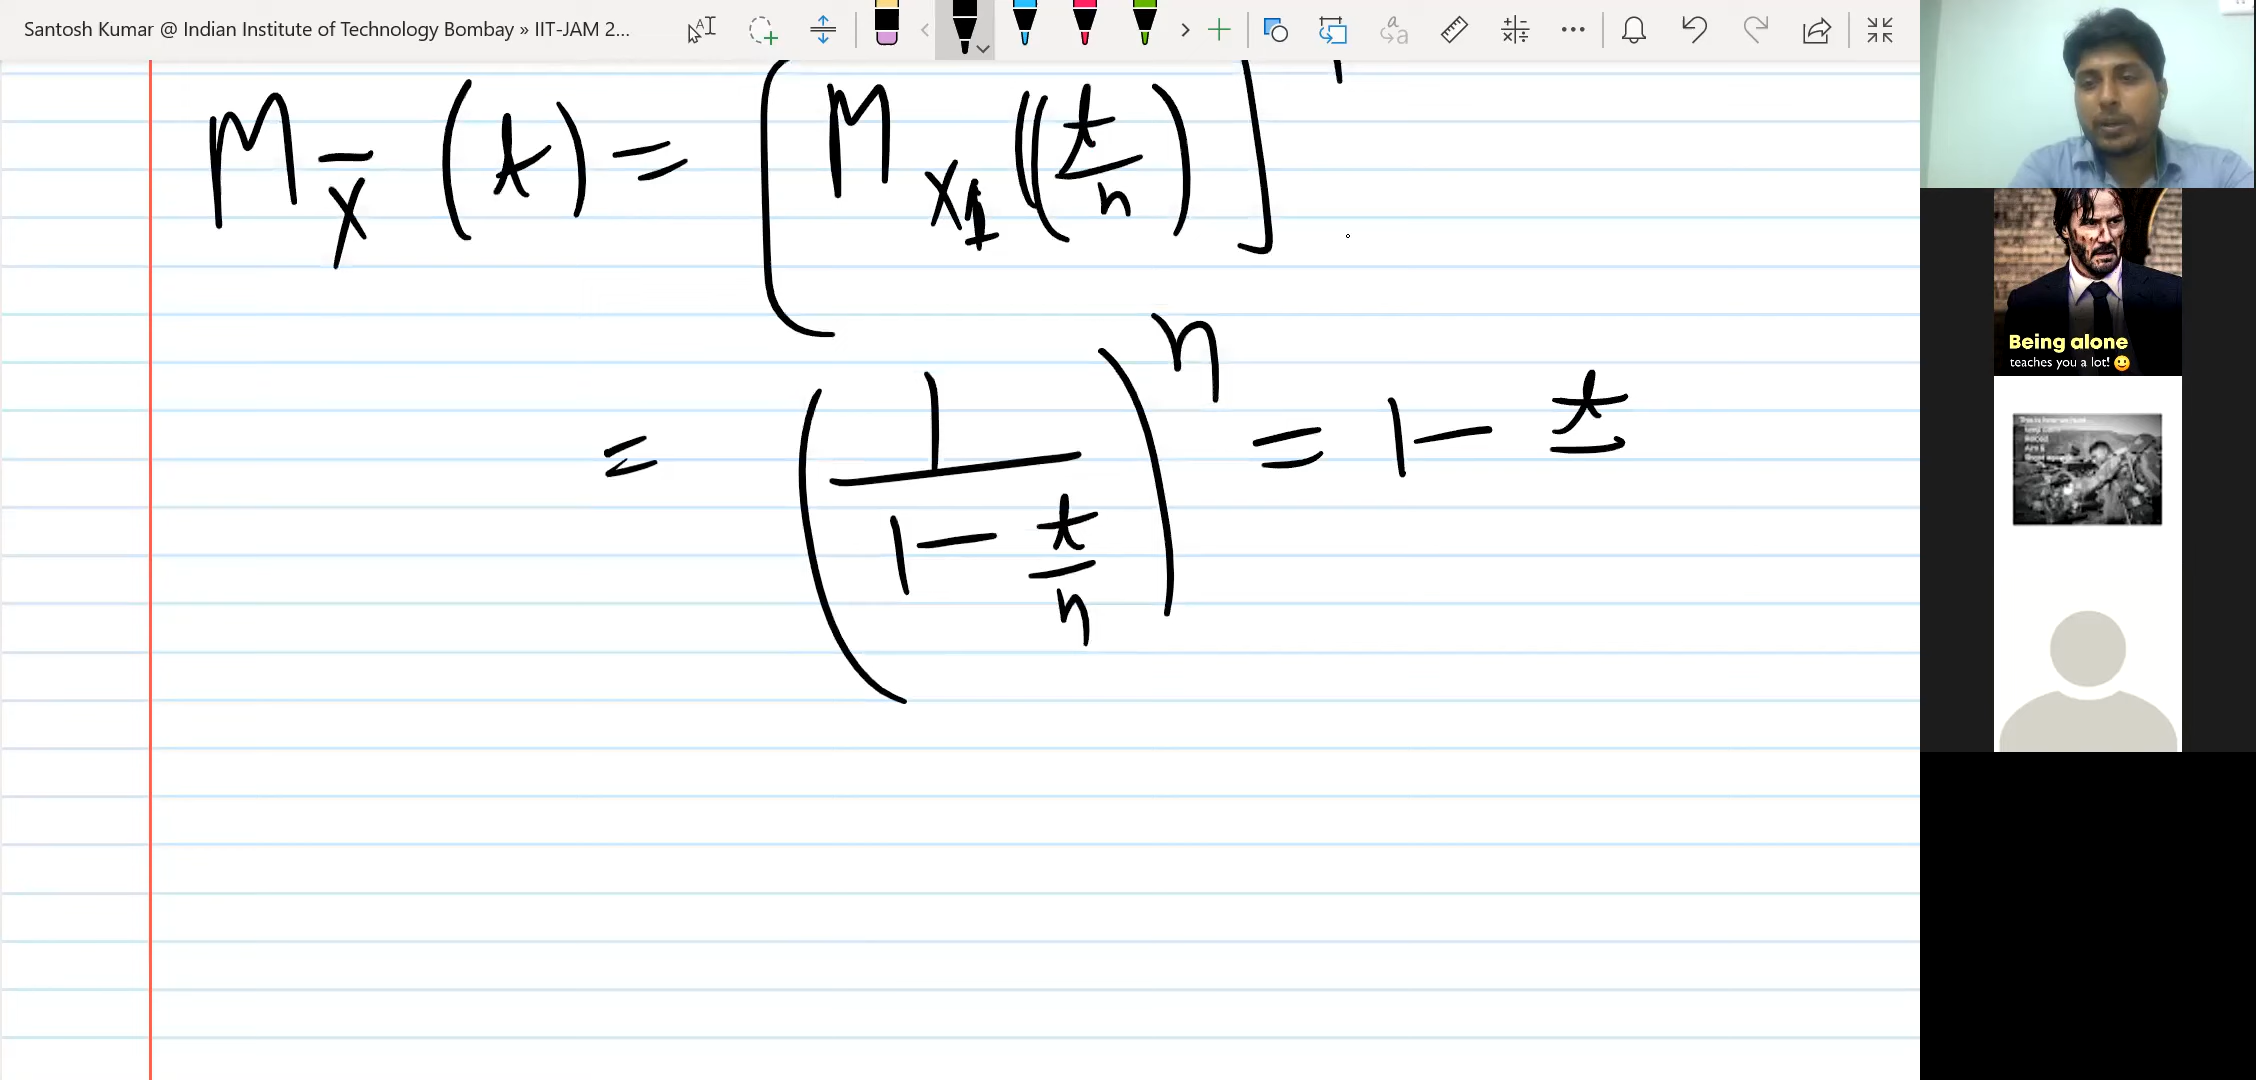 Santosh Kumar @ Indian Institute of Technology Bombay » IIT-JAM 2...
M_X̄ (t) = [M_X1 ((t/n)]
= (1/(1 - t/n))^n = 1 - t/
Being alone
teaches you a lot! 😀